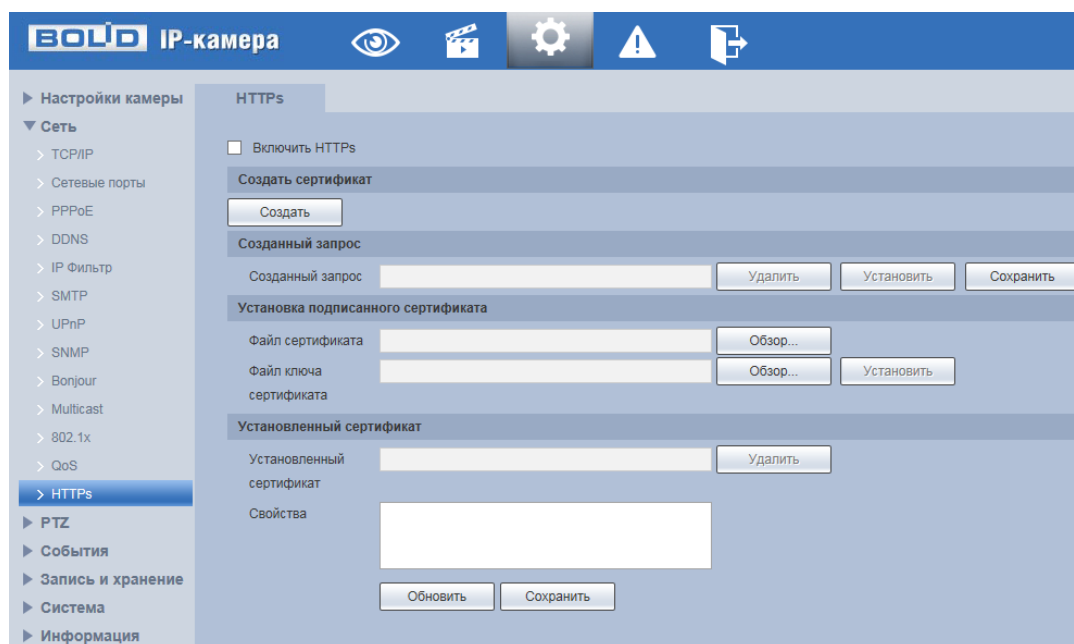 BOLID IP-камера
Настройки камеры
Сеть
TCP/IP
Сетевые порты
PPPoE
DDNS
IP Фильтр
SMTP
UPnP
SNMP
Bonjour
Multicast
802.1x
QoS
HTTPs
PTZ
События
Запись и хранение
Система
Информация
HTTPs
Включить HTTPs
Создать сертификат
Создать
Созданный запрос
Созданный запрос Удалить Установить Сохранить
Установка подписанного сертификата
Файл сертификата Обзор...
Файл ключа Обзор... Установить
сертификата
Установленный сертификат
Установленный Удалить
сертификат
Свойства
Обновить Сохранить